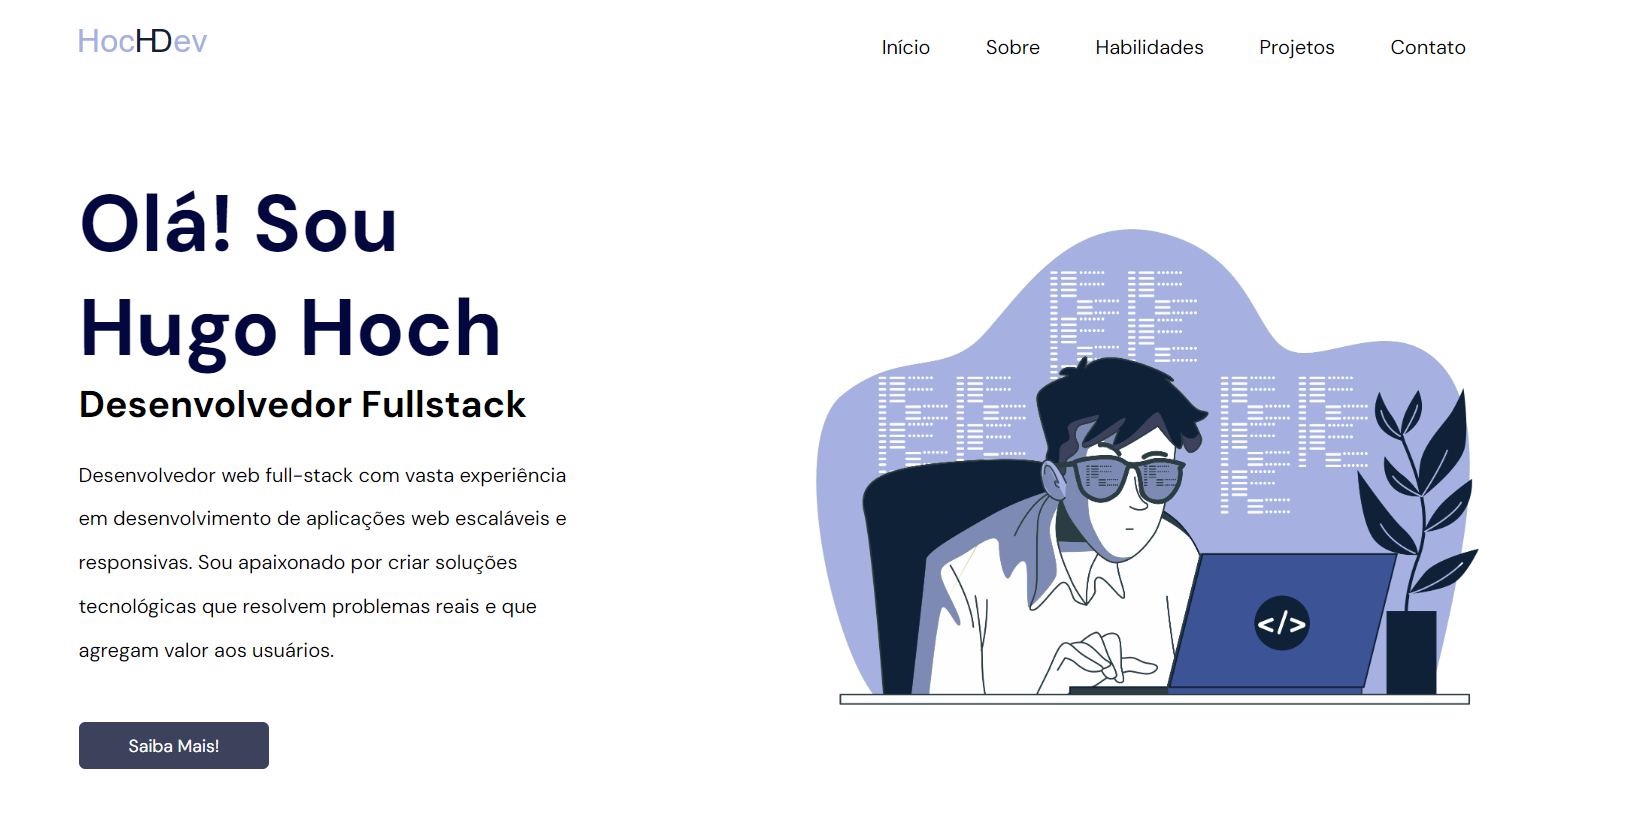 HocHDev
Início Sobre Habilidades Projetos Contato
Olá! Sou
Hugo Hoch
Desenvolvedor Fullstack
Desenvolvedor web full-stack com vasta experiência
em desenvolvimento de aplicações web escaláveis e
responsivas. Sou apaixonado por criar soluções
tecnológicas que resolvem problemas reais e que
agregam valor aos usuários.
</>
Saiba Mais!